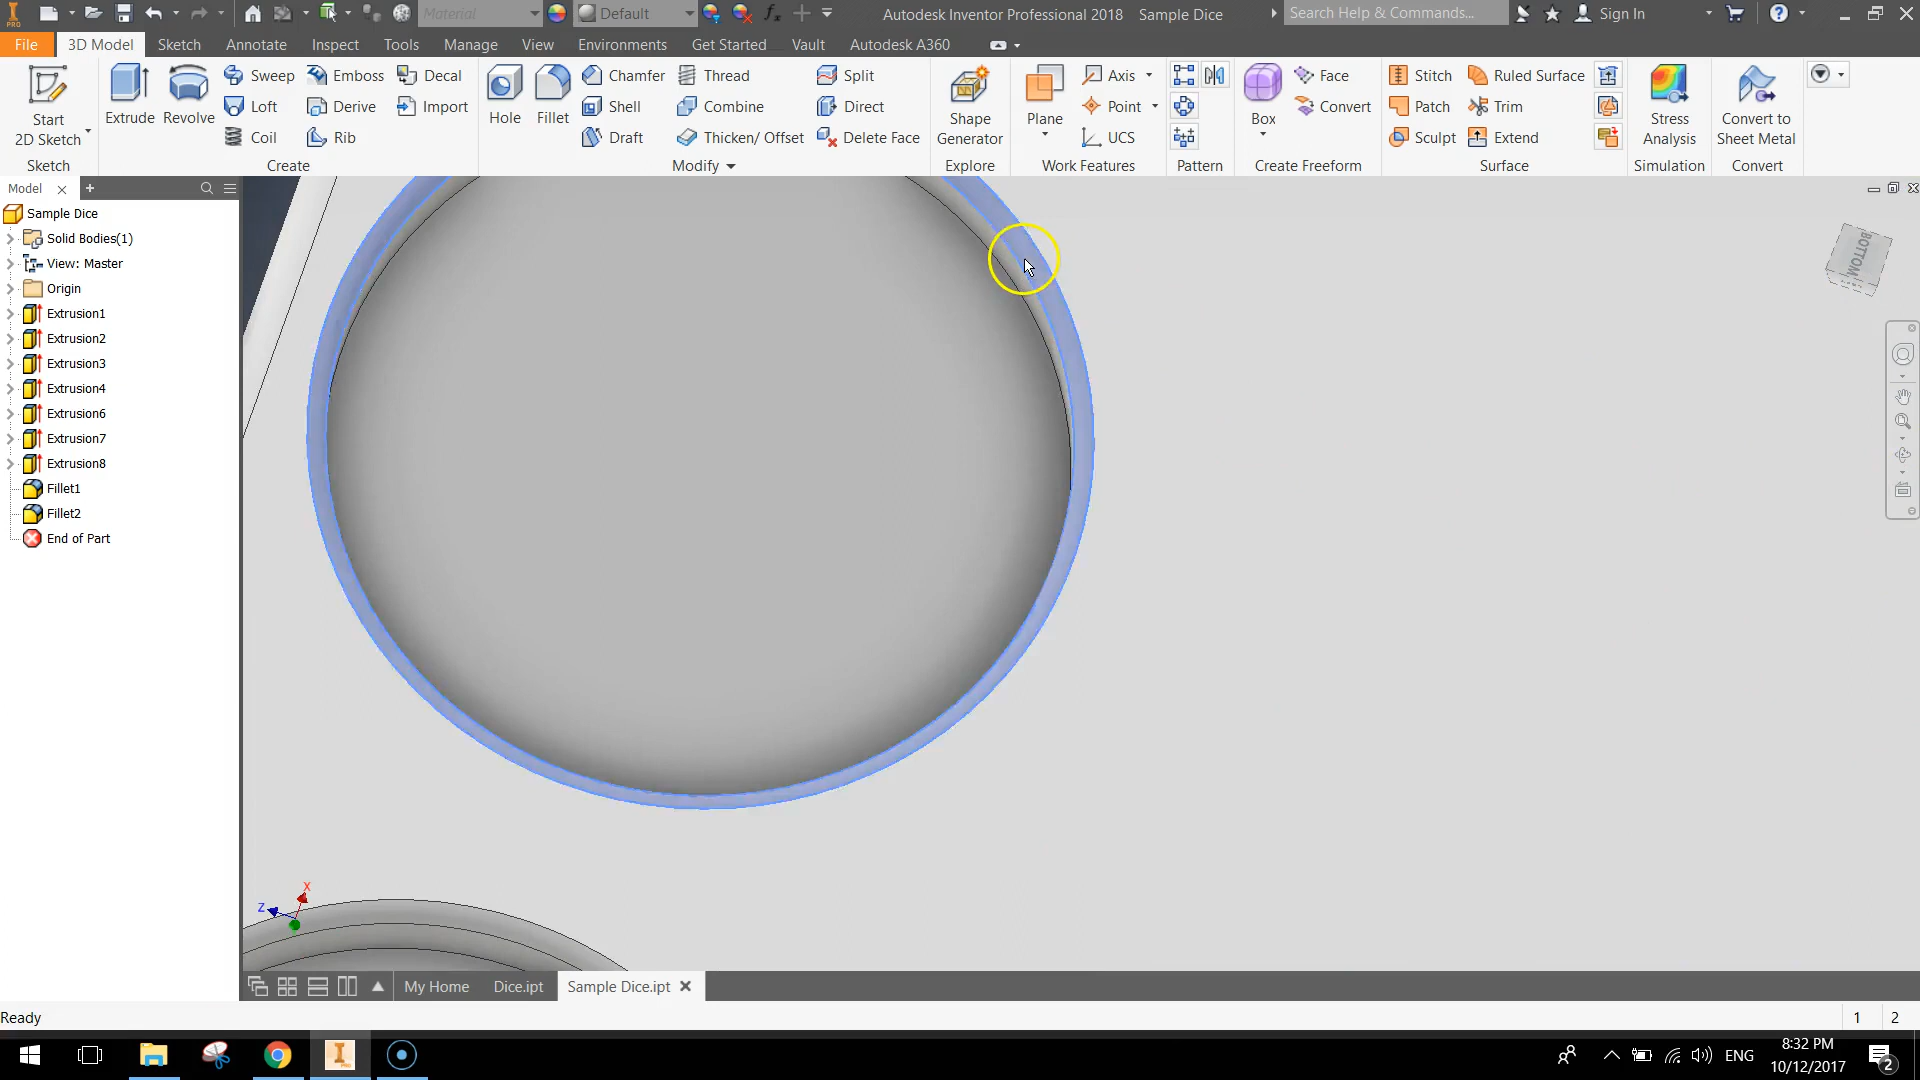 PRO
Material
Default
Autodesk Inventor Professional 2018 Sample Dice
Search Help & Commands...
Sign In
File
3D Model
Sketch
Annotate
Inspect
Tools
Manage
View
Environments
Get Started
Vault
Autodesk A360
Start
2D Sketch
Sketch
Extrude
Revolve
Sweep
Emboss
Decal
Loft
Derive
Import
Coil
Rib
Create
Hole
Fillet
Chamfer
Thread
Split
Shell
Combine
Direct
Draft
Thicken/ Offset
Delete Face
Modify
Shape
Generator
Explore
Plane
Axis
Point
UCS
Work Features
Pattern
Box
Face
Convert
Create Freeform
Stitch
Ruled Surface
Patch
Trim
Sculpt
Extend
Surface
Stress
Analysis
Simulation
Convert to
Sheet Metal
Convert
Model
Sample Dice
Solid Bodies(1)
View: Master
Origin
Extrusion1
Extrusion2
Extrusion3
Extrusion4
Extrusion6
Extrusion7
Extrusion8
Fillet1
Fillet2
End of Part
BOTTOM
X
Z
My Home
Dice.ipt
Sample Dice.ipt
Ready
1
2
ENG
8:32 PM
10/12/2017
2